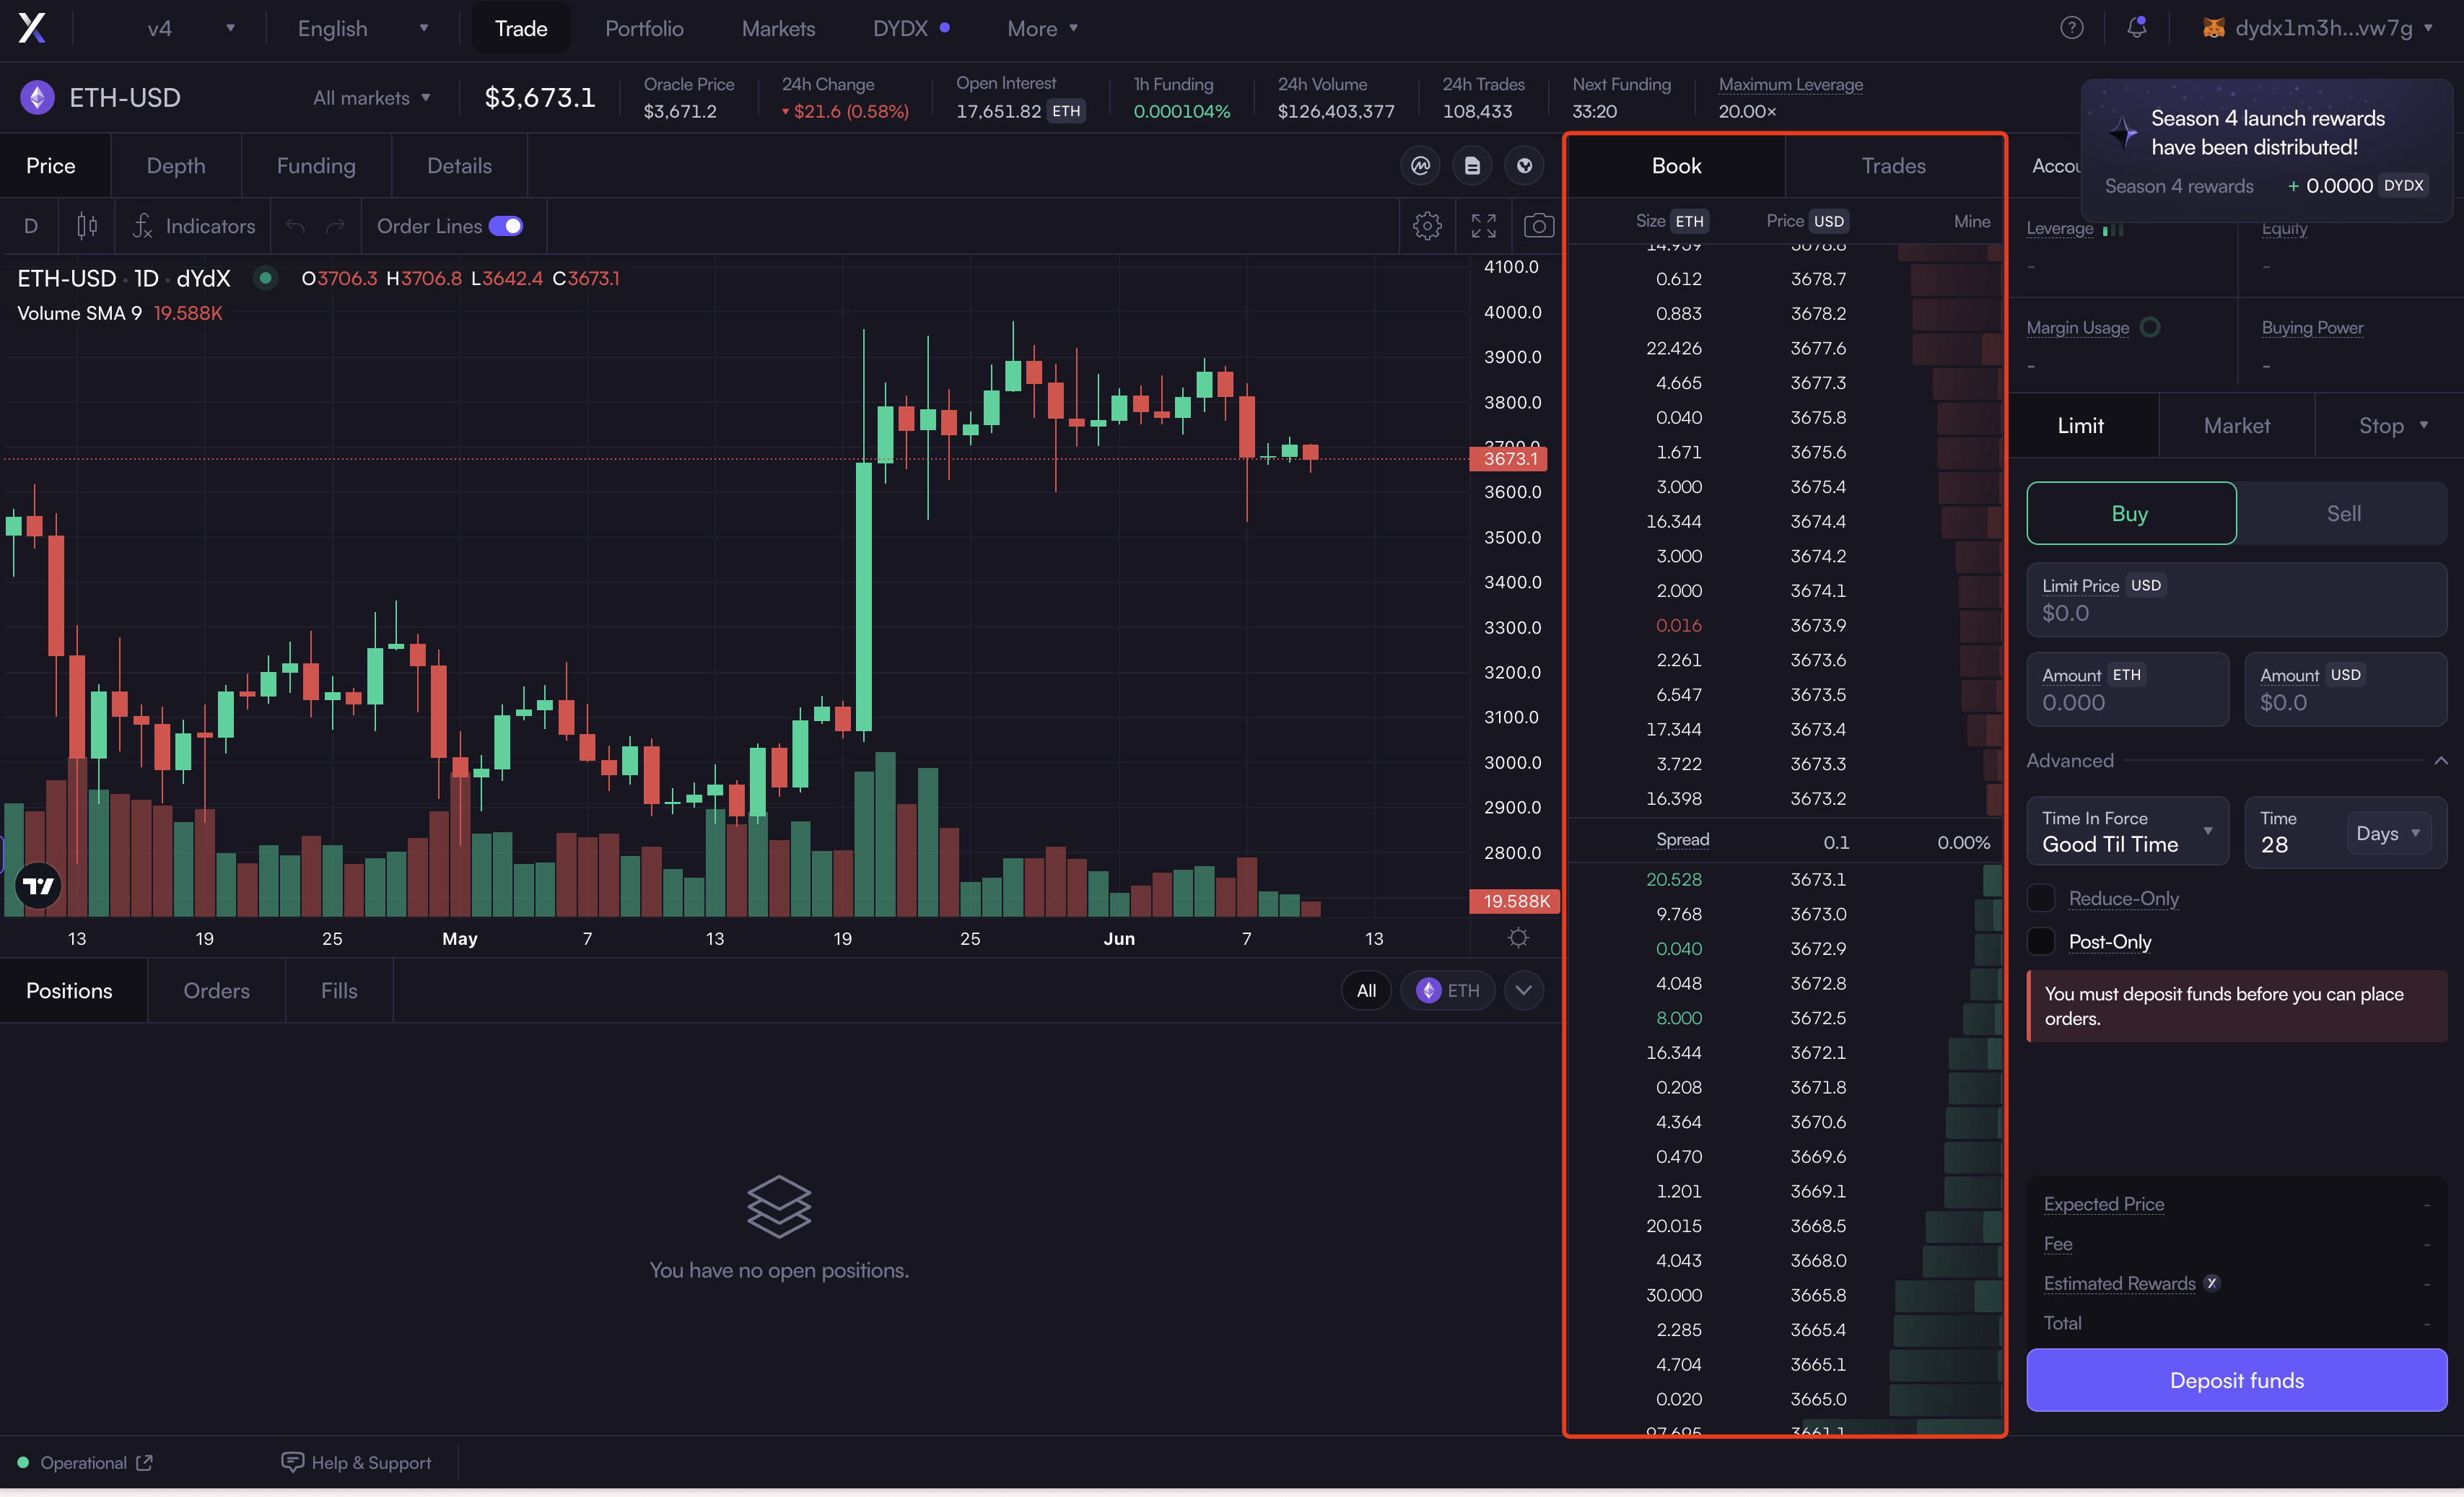 v4
English
Trade
Portfolio
Markets
DYDX
More
dydx1m3h...vw7g
ETH-USD
All markets
$3,673.1
Oracle Price
$3,671.2
24h Change
$21.6 (0.58%)
Open Interest
17,651.82 ETH
1h Funding
0.000104%
24h Volume
$126,403,377
24h Trades
108,433
Next Funding
33:20
Maximum Leverage
20.00×
Season 4 launch rewards
have been distributed!
Season 4 rewards + 0.0000 DYDX
Price
Depth
Funding
Details
D
Indicators
Order Lines
ETH-USD · 1D · dYdX O3706.3 H3706.8 L3642.4 C3673.1
Volume SMA 9 19.588K
4100.0
4000.0
3900.0
3800.0
3700.0
3673.1
3600.0
3500.0
3400.0
3300.0
3200.0
3100.0
3000.0
2900.0
2800.0
19.588K
13 19 25 May 7 13 19 25 Jun 7 13
Positions
Orders
Fills
All
ETH
You have no open positions.
Book
Trades
Size ETH Price USD Mine
14.959 3678.8
0.612 3678.7
0.883 3678.2
22.426 3677.6
4.665 3677.3
0.040 3675.8
1.671 3675.6
3.000 3675.4
16.344 3674.4
3.000 3674.2
2.000 3674.1
0.016 3673.9
2.261 3673.6
6.547 3673.5
17.344 3673.4
3.722 3673.3
16.398 3673.2
Spread 0.1 0.00%
20.528 3673.1
9.768 3673.0
0.040 3672.9
4.048 3672.8
8.000 3672.5
16.344 3672.1
0.208 3671.8
4.364 3670.6
0.470 3669.6
1.201 3669.1
20.015 3668.5
4.043 3668.0
30.000 3665.8
2.285 3665.4
4.704 3665.1
0.020 3665.0
3661.1
Leverage
-
Equity
-
Margin Usage
-
Buying Power
-
Limit
Market
Stop
Buy
Sell
Limit Price USD
$0.0
Amount ETH
0.000
Amount USD
$0.0
Advanced
Time In Force
Good Til Time
Time
28
Days
Reduce-Only
Post-Only
You must deposit funds before you can place
orders.
Expected Price -
Fee -
Estimated Rewards -
Total -
Deposit funds
Operational
Help & Support